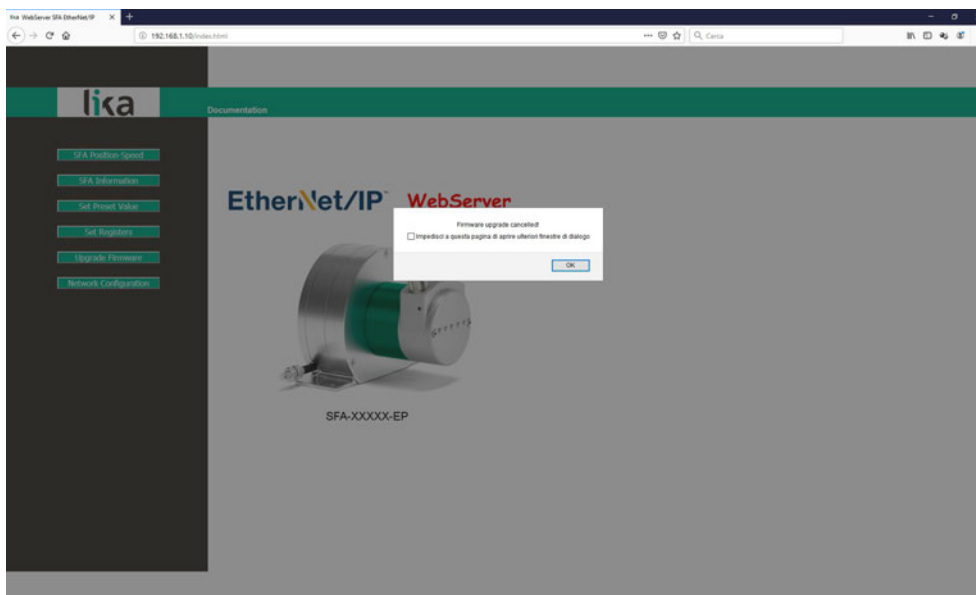 lika WebServer SFA EtherNet/IP
192.168.1.10/index.html
Cerca
lika
Documentation
SFA Position-Speed
SFA Information
Set Preset Value
Set Registers
Upgrade Firmware
Network Configuration
EtherNet/IP WebServer
Firmware upgrade cancelled!
Impedisci a questa pagina di aprire ulteriori finestre di dialogo
OK
SFA-XXXXX-EP